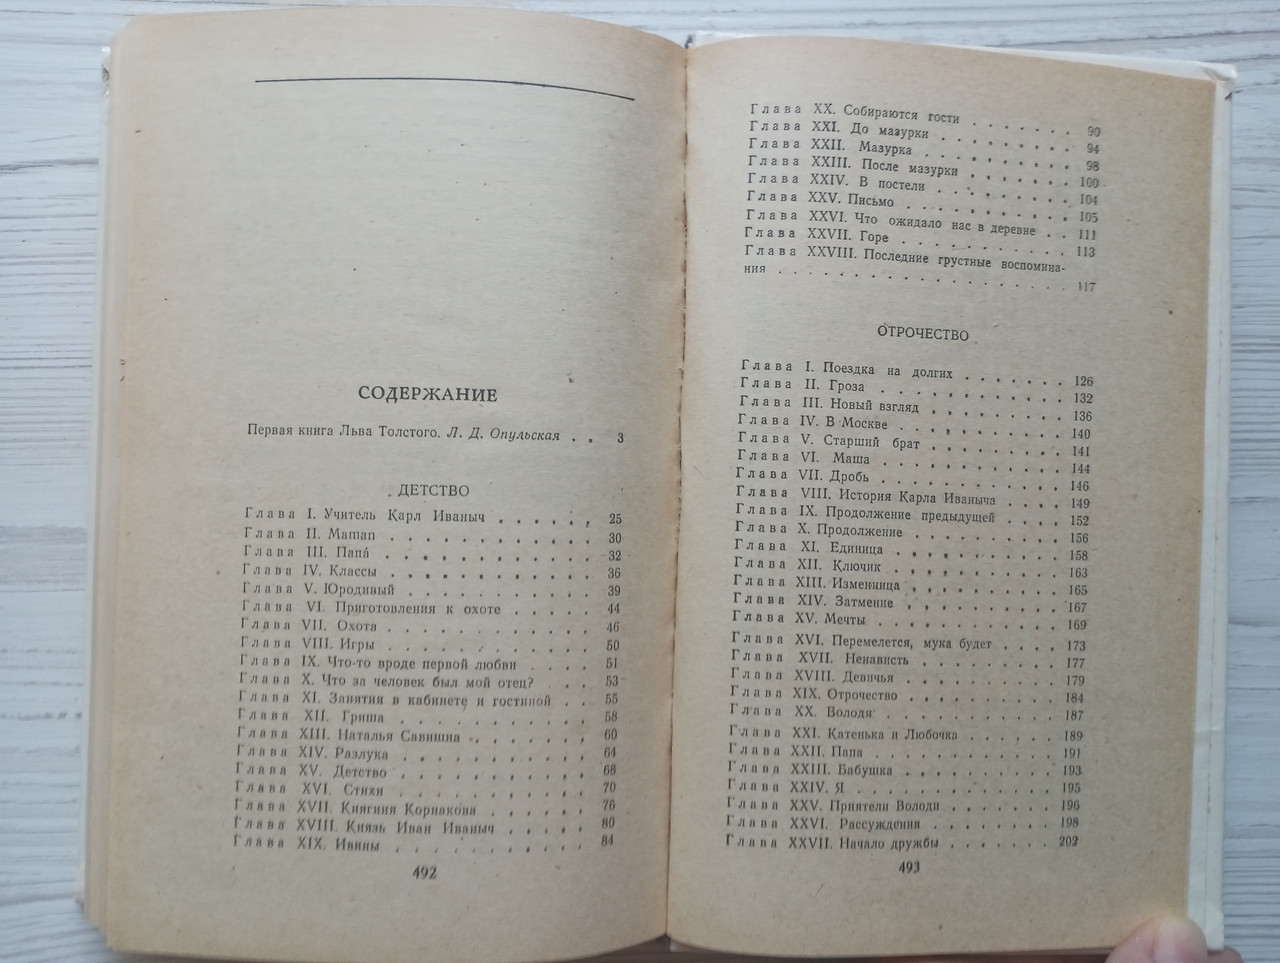 СОДЕРЖАНИЕ
Первая книга Льва Толстого. Л. Д. Опульская . . 3
ДЕТСТВО
Глава I. Учитель Карл Иваныч . . . . . . 25
Глава II. Maman . . . . . . . . . . . 30
Глава III. Папá . . . . . . . . . . . 32
Глава IV. Классы . . . . . . . . . . . 36
Глава V. Юродивый . . . . . . . . . . 39
Глава VI. Приготовления к охоте . . . . . 44
Глава VII. Охота . . . . . . . . . . . 46
Глава VIII. Игры . . . . . . . . . . . 50
Глава IX. Что-то вроде первой любви . . . . 51
Глава X. Что за человек был мой отец? . . . 53
Глава XI. Занятия в кабинете и гостиной . . 55
Глава XII. Гриша . . . . . . . . . . . 58
Глава XIII. Наталья Савишна . . . . . . . 60
Глава XIV. Разлука . . . . . . . . . . 64
Глава XV. Детство . . . . . . . . . . . 68
Глава XVI. Стихи . . . . . . . . . . . 70
Глава XVII. Княгиня Корнакова . . . . . . 76
Глава XVIII. Князь Иван Иваныч . . . . . 80
Глава XIX. Ивины . . . . . . . . . . . 84
492
Глава XX. Собираются гости . . . . . . . 90
Глава XXI. До мазурки . . . . . . . . . 94
Глава XXII. Мазурка . . . . . . . . . . 98
Глава XXIII. После мазурки . . . . . . . 100
Глава XXIV. В постели . . . . . . . . . 104
Глава XXV. Письмо . . . . . . . . . . 105
Глава XXVI. Что ожидало нас в деревне . . 111
Глава XXVII. Горе . . . . . . . . . . . 113
Глава XXVIII. Последние грустные воспомина-
ния . . . . . . . . . . . . . . . . . 117
ОТРОЧЕСТВО
Глава I. Поездка на долгих . . . . . . . 126
Глава II. Гроза . . . . . . . . . . . . 132
Глава III. Новый взгляд . . . . . . . . 136
Глава IV. В Москве . . . . . . . . . . 140
Глава V. Старший брат . . . . . . . . . 141
Глава VI. Маша . . . . . . . . . . . . 144
Глава VII. Дробь . . . . . . . . . . . 146
Глава VIII. История Карла Иваныча . . . . 149
Глава IX. Продолжение предыдущей . . . . 152
Глава X. Продолжение . . . . . . . . . 156
Глава XI. Единица . . . . . . . . . . . 158
Глава XII. Ключик . . . . . . . . . . . 163
Глава XIII. Изменница . . . . . . . . . 165
Глава XIV. Затмение . . . . . . . . . . 167
Глава XV. Мечты . . . . . . . . . . . 169
Глава XVI. Перемелется, мука будет . . . . 173
Глава XVII. Ненависть . . . . . . . . . 177
Глава XVIII. Девичья . . . . . . . . . . 179
Глава XIX. Отрочество . . . . . . . . . 184
Глава XX. Володя . . . . . . . . . . . 187
Глава XXI. Катенька и Любочка . . . . . . 189
Глава XXII. Папа . . . . . . . . . . . 191
Глава XXIII. Бабушка . . . . . . . . . . 193
Глава XXIV. Я . . . . . . . . . . . . 195
Глава XXV. Приятели Володи . . . . . . . 196
Глава XXVI. Рассуждения . . . . . . . . 198
Глава XXVII. Начало дружбы . . . . . . . 202
493